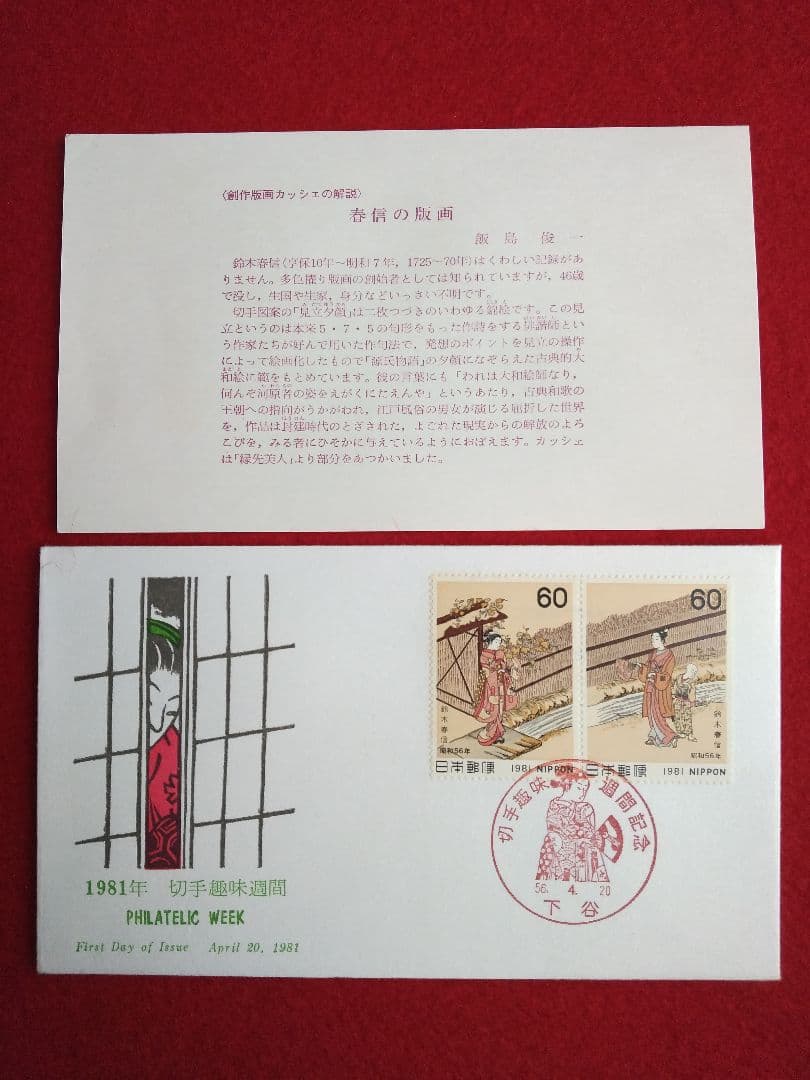 〈創作版画カッシェの解説〉
春信の版画
飯島俊一
鈴木春信(享保10年〜昭和7年，1725〜70年)はくわしい記録があ
りません。多色摺り版画の創始者としては知られていますが，46歳
で没し，生国や生家，身分などいっさい不明です。
切手図案の「見立夕顔」は二枚つづきのいわゆる錦絵です。この見
立というのは本来5・7・5の句形をもった作詩をする俳諧師とい
う作家たちが好んで用いた作句法で，発想のポイントを見立の操作
によって絵画化したもので「源氏物語」の夕顔になぞらえた古典的大
和絵に範をもとめています。彼の言葉にも「われは大和絵師なり，
何んぞ河原者の姿をえがくにたえんや」というあたり，古典和歌の
王朝への指向がうかがわれ，江戸風俗の男女が演じる屈折した世界
を，作品は封建時代のとざされた，よごれた現実からの解放のよろ
こびを，みる者にひそかに与えているようにおぼえます。カッシェ
は「縁先美人」より部分をあつかいました。
60
鈴木春信
昭和56年
日本郵便 1981 NIPPON
60
鈴木春信
昭和56年
日本郵便 1981 NIPPON
切手趣味週間記念
56. 4. 20
下谷
1981年 切手趣味週間
PHILATELIC WEEK
First Day of Issue April 20, 1981